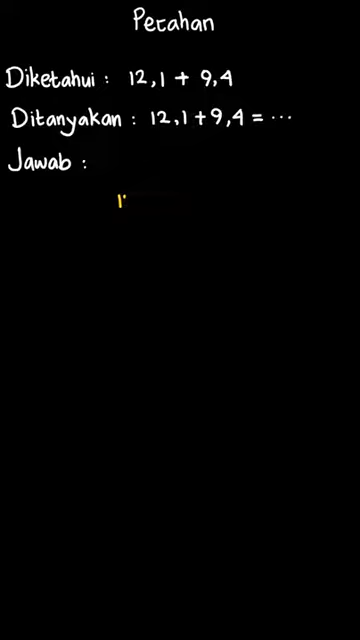 Pecahan
Diketahui : 12,1 + 9,4
Ditanyakan : 12,1 + 9,4 = ...
Jawab :